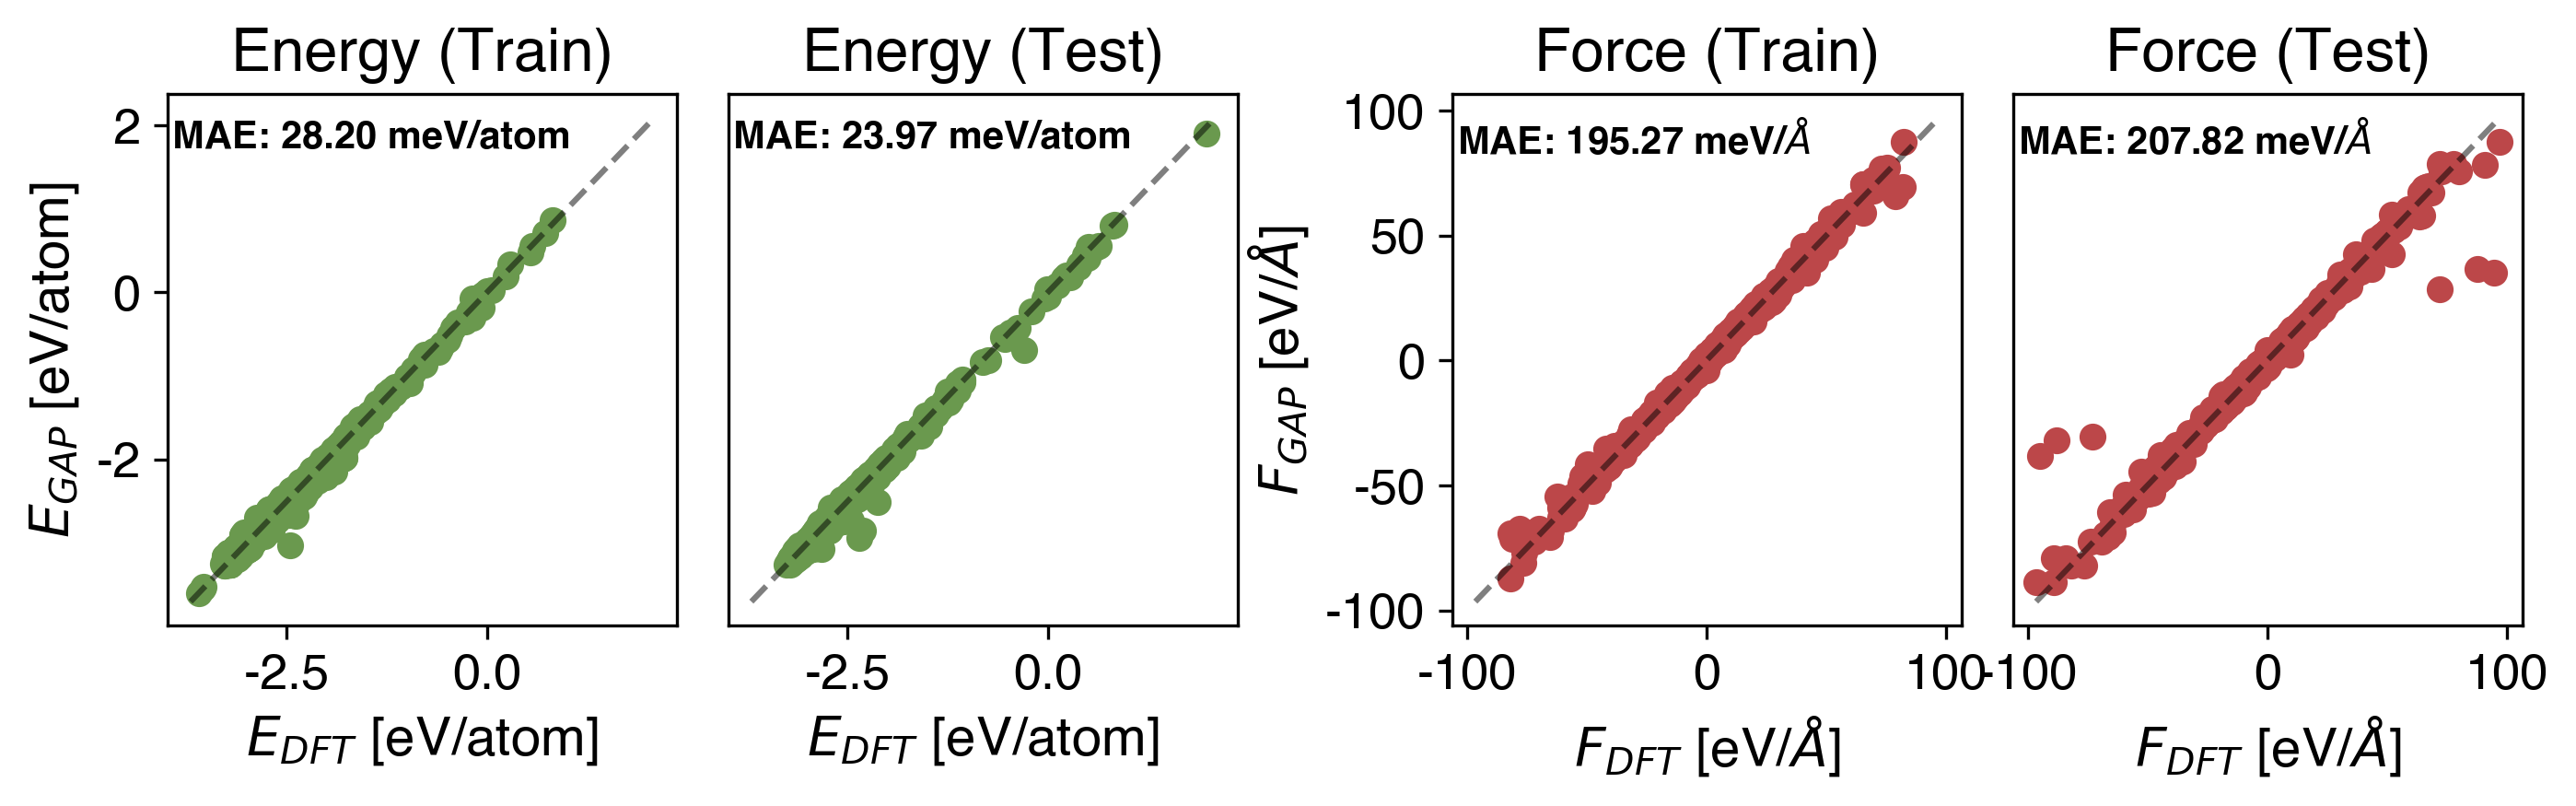 Energy (Train)
MAE: 28.20 meV/atom
2
0
-2
-2.5
0.0
E_GAP [eV/atom]
E_DFT [eV/atom]
Energy (Test)
MAE: 23.97 meV/atom
-2.5
0.0
E_DFT [eV/atom]
Force (Train)
MAE: 195.27 meV/Å
100
50
0
-50
-100
-100
0
100
F_GAP [eV/Å]
F_DFT [eV/Å]
Force (Test)
MAE: 207.82 meV/Å
-100
0
100
F_DFT [eV/Å]